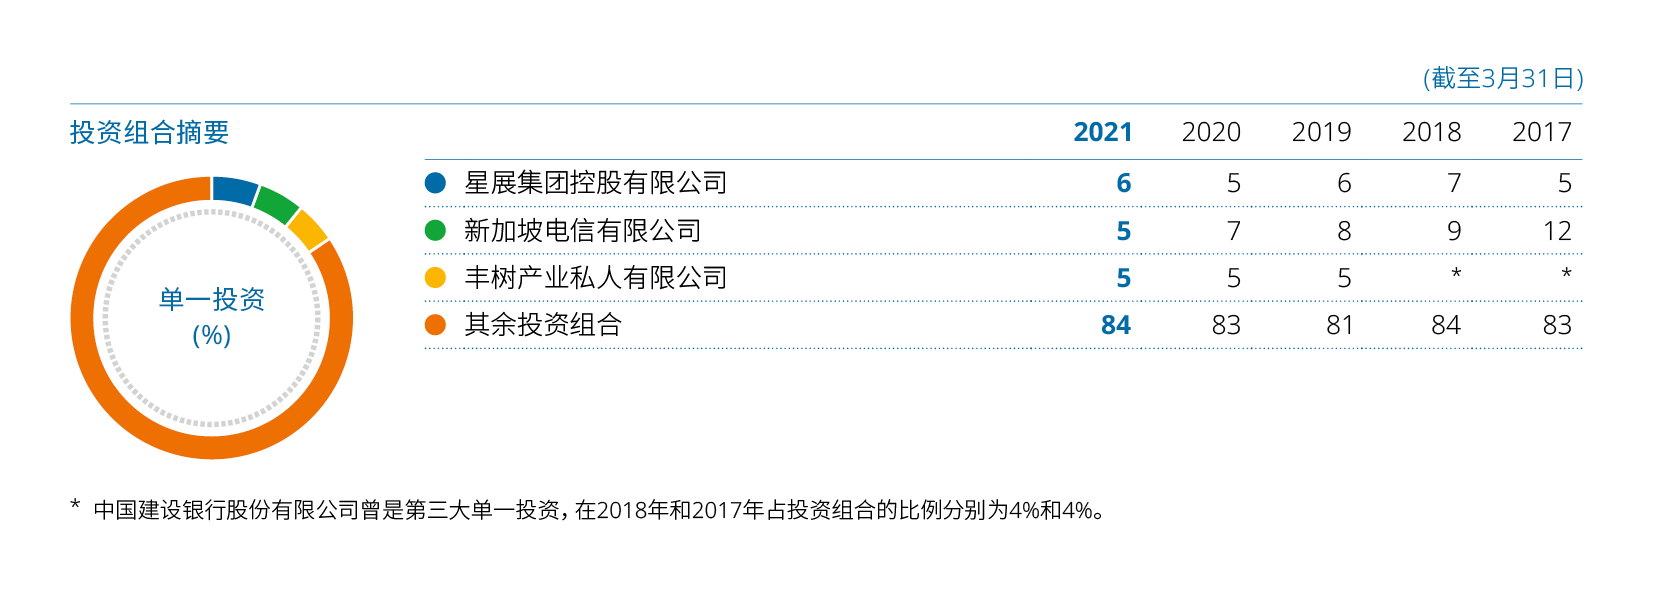 (截至3月31日)
投资组合摘要 2021 2020 2019 2018 2017
星展集团控股有限公司 6 5 6 7 5
新加坡电信有限公司 5 7 8 9 12
丰树产业私人有限公司 5 5 5 * *
其余投资组合 84 83 81 84 83
单一投资
(%)
* 中国建设银行股份有限公司曾是第三大单一投资，在2018年和2017年占投资组合的比例分别为4%和4%。